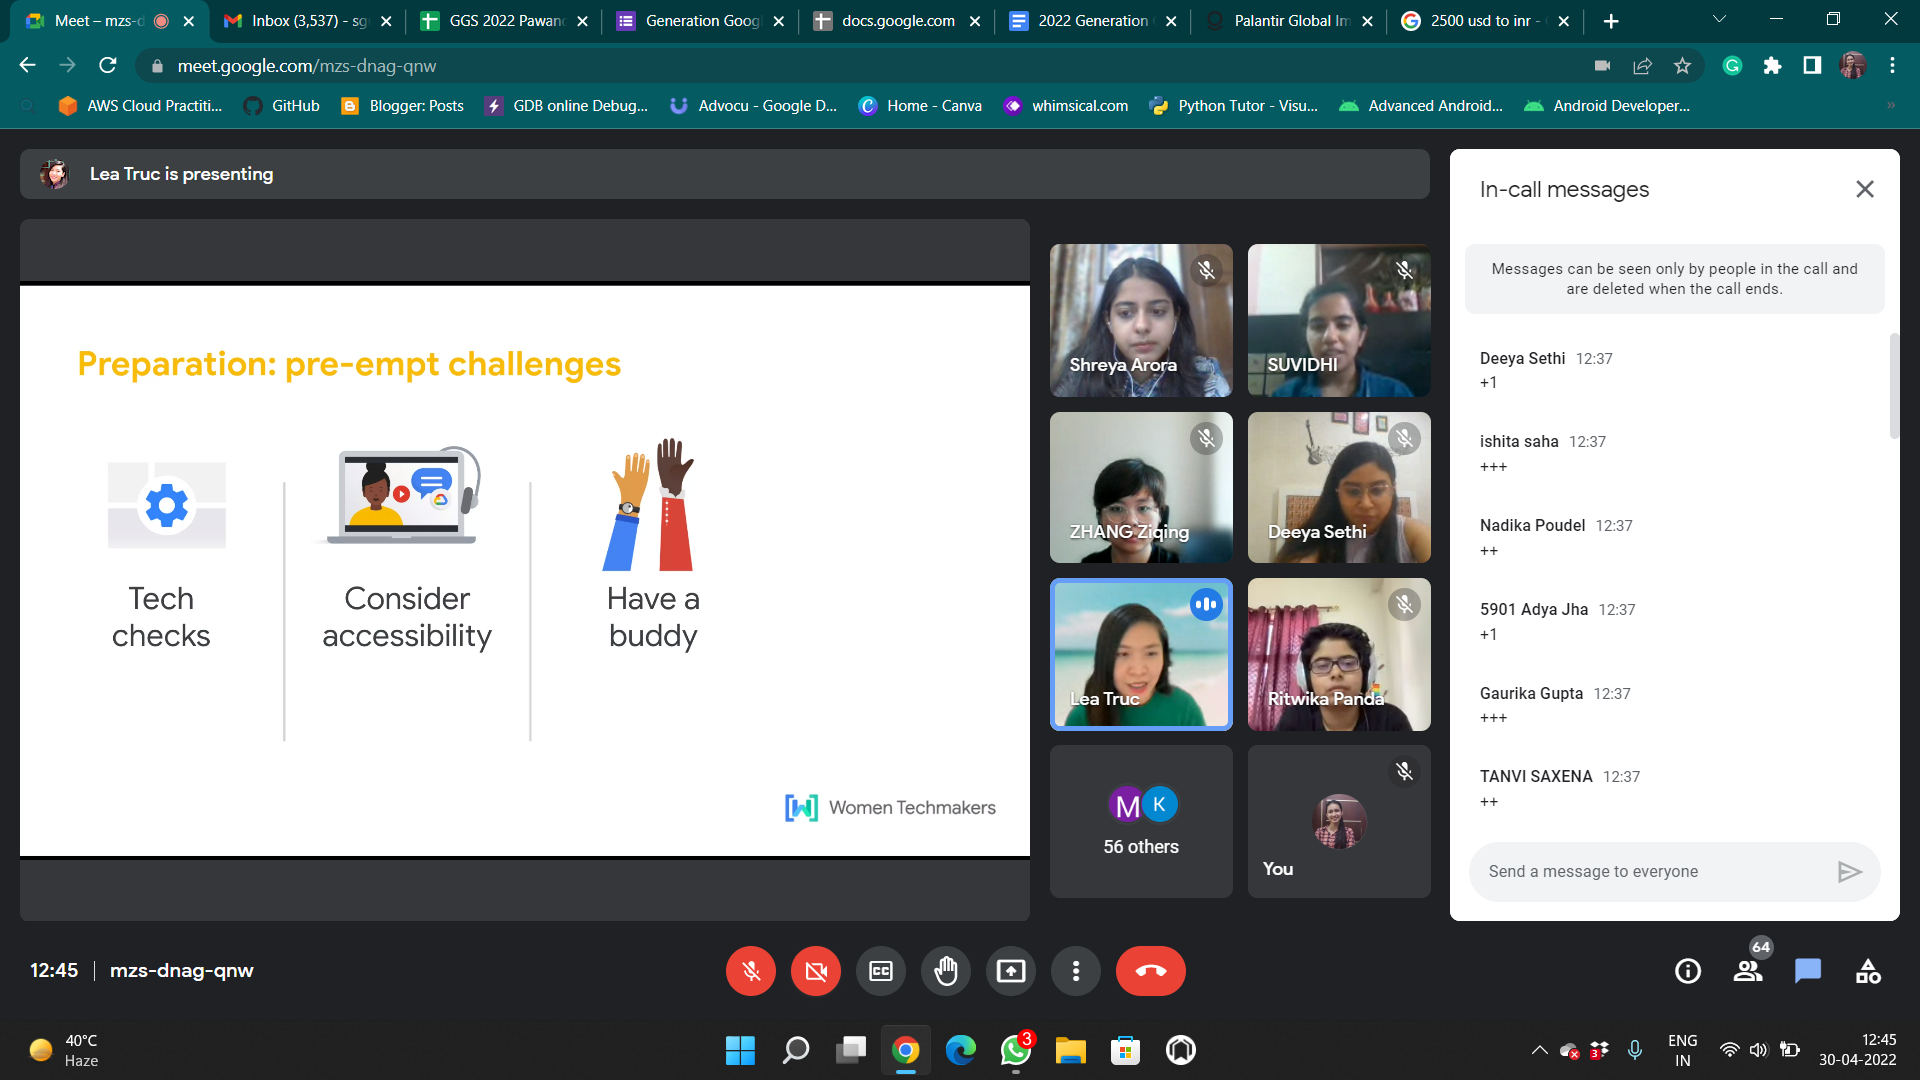 Meet – mzs-d
Inbox (3,537) - sg
GGS 2022 Pawan
Generation Goog
docs.google.com
2022 Generation
Palantir Global Im
2500 usd to inr -
meet.google.com/mzs-dnag-qnw
AWS Cloud Practiti...
GitHub
Blogger: Posts
GDB online Debug...
Advocu - Google D...
Home - Canva
whimsical.com
Python Tutor - Visu...
Advanced Android...
Android Developer...
Lea Truc is presenting
Preparation: pre-empt challenges
Tech
checks
Consider
accessibility
Have a
buddy
Women Techmakers
Shreya Arora
SUVIDHI
ZHANG Ziqing
Deeya Sethi
Lea Truc
Ritwika Panda
M K
56 others
You
In-call messages
Messages can be seen only by people in the call and
are deleted when the call ends.
Deeya Sethi 12:37
+1
ishita saha 12:37
+++
Nadika Poudel 12:37
++
5901 Adya Jha 12:37
+1
Gaurika Gupta 12:37
+++
TANVI SAXENA 12:37
++
Send a message to everyone
12:45 | mzs-dnag-qnw
CC
64
40°C
Haze
3
3
ENG
IN
12:45
30-04-2022